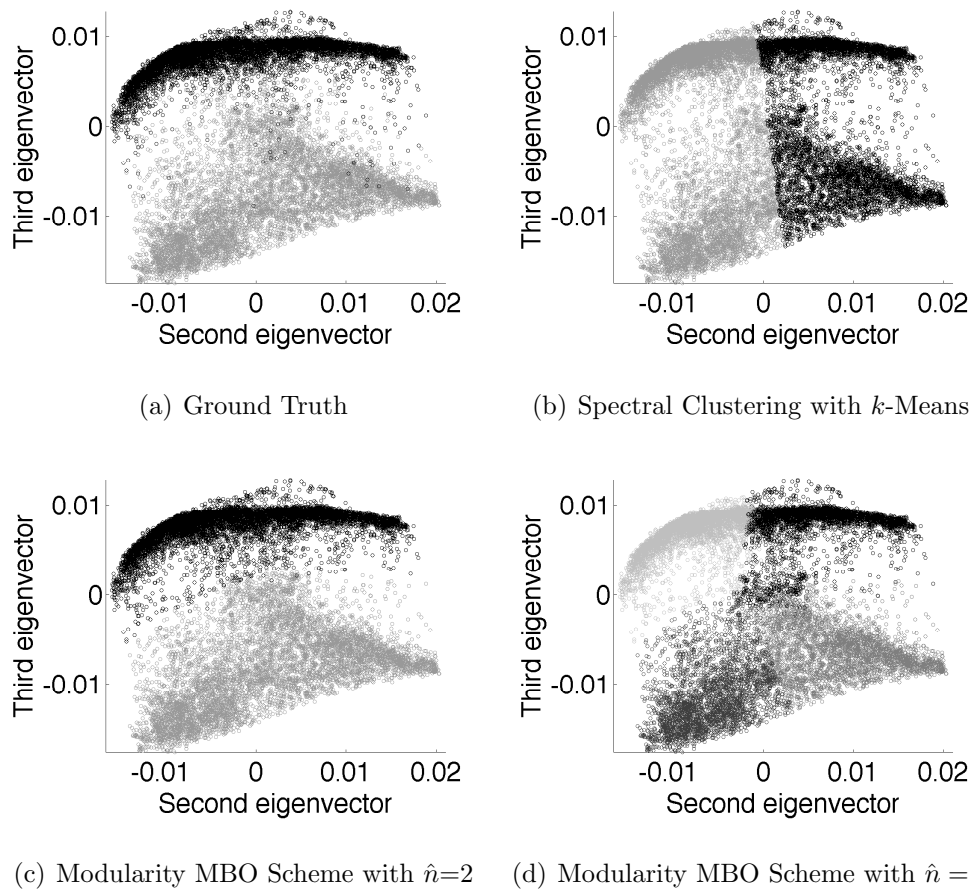 0.01
0
-0.01
Third eigenvector
-0.01 0 0.01 0.02
Second eigenvector
(a) Ground Truth
0.01
0
-0.01
Third eigenvector
-0.01 0 0.01 0.02
Second eigenvector
(b) Spectral Clustering with k-Means
0.01
0
-0.01
Third eigenvector
-0.01 0 0.01 0.02
Second eigenvector
(c) Modularity MBO Scheme with n̂=2
0.01
0
-0.01
Third eigenvector
-0.01 0 0.01 0.02
Second eigenvector
(d) Modularity MBO Scheme with n̂ =